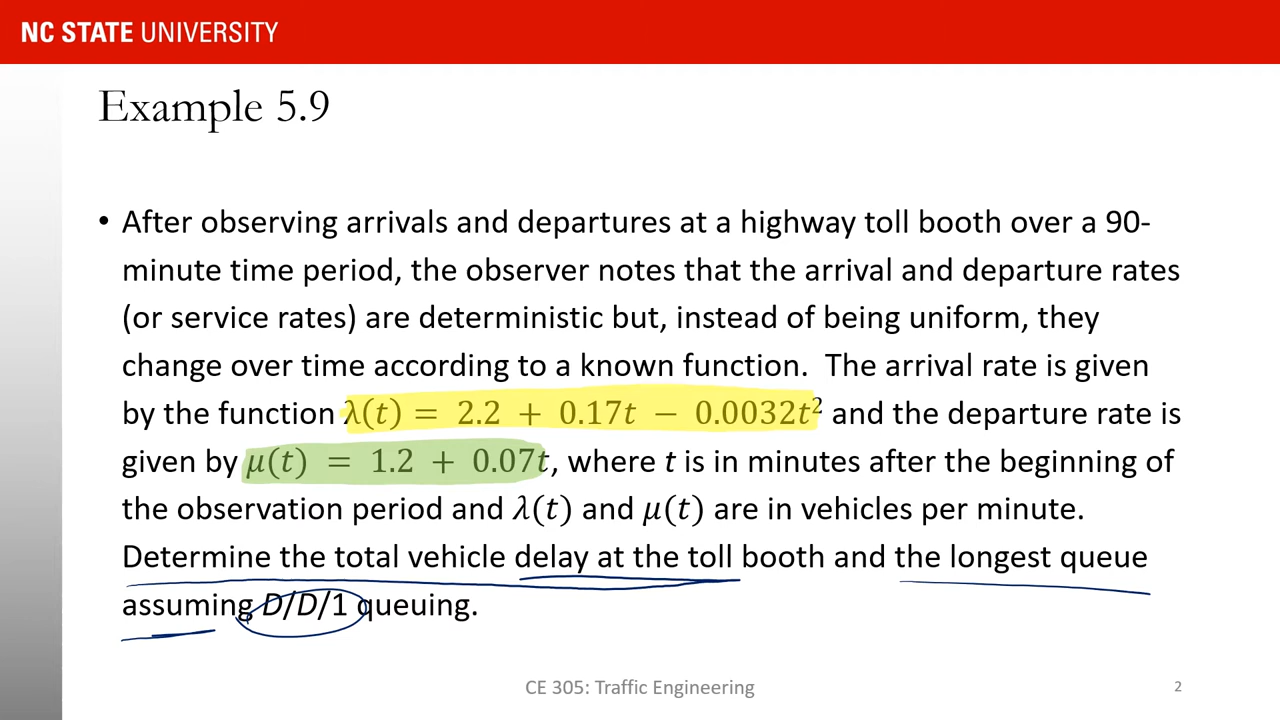 NC STATE UNIVERSITY
Example 5.9
• After observing arrivals and departures at a highway toll booth over a 90-
minute time period, the observer notes that the arrival and departure rates
(or service rates) are deterministic but, instead of being uniform, they
change over time according to a known function. The arrival rate is given
by the function λ(t) = 2.2 + 0.17t − 0.0032t² and the departure rate is
given by μ(t) = 1.2 + 0.07t, where t is in minutes after the beginning of
the observation period and λ(t) and μ(t) are in vehicles per minute.
Determine the total vehicle delay at the toll booth and the longest queue
assuming D/D/1 queuing.
CE 305: Traffic Engineering
2